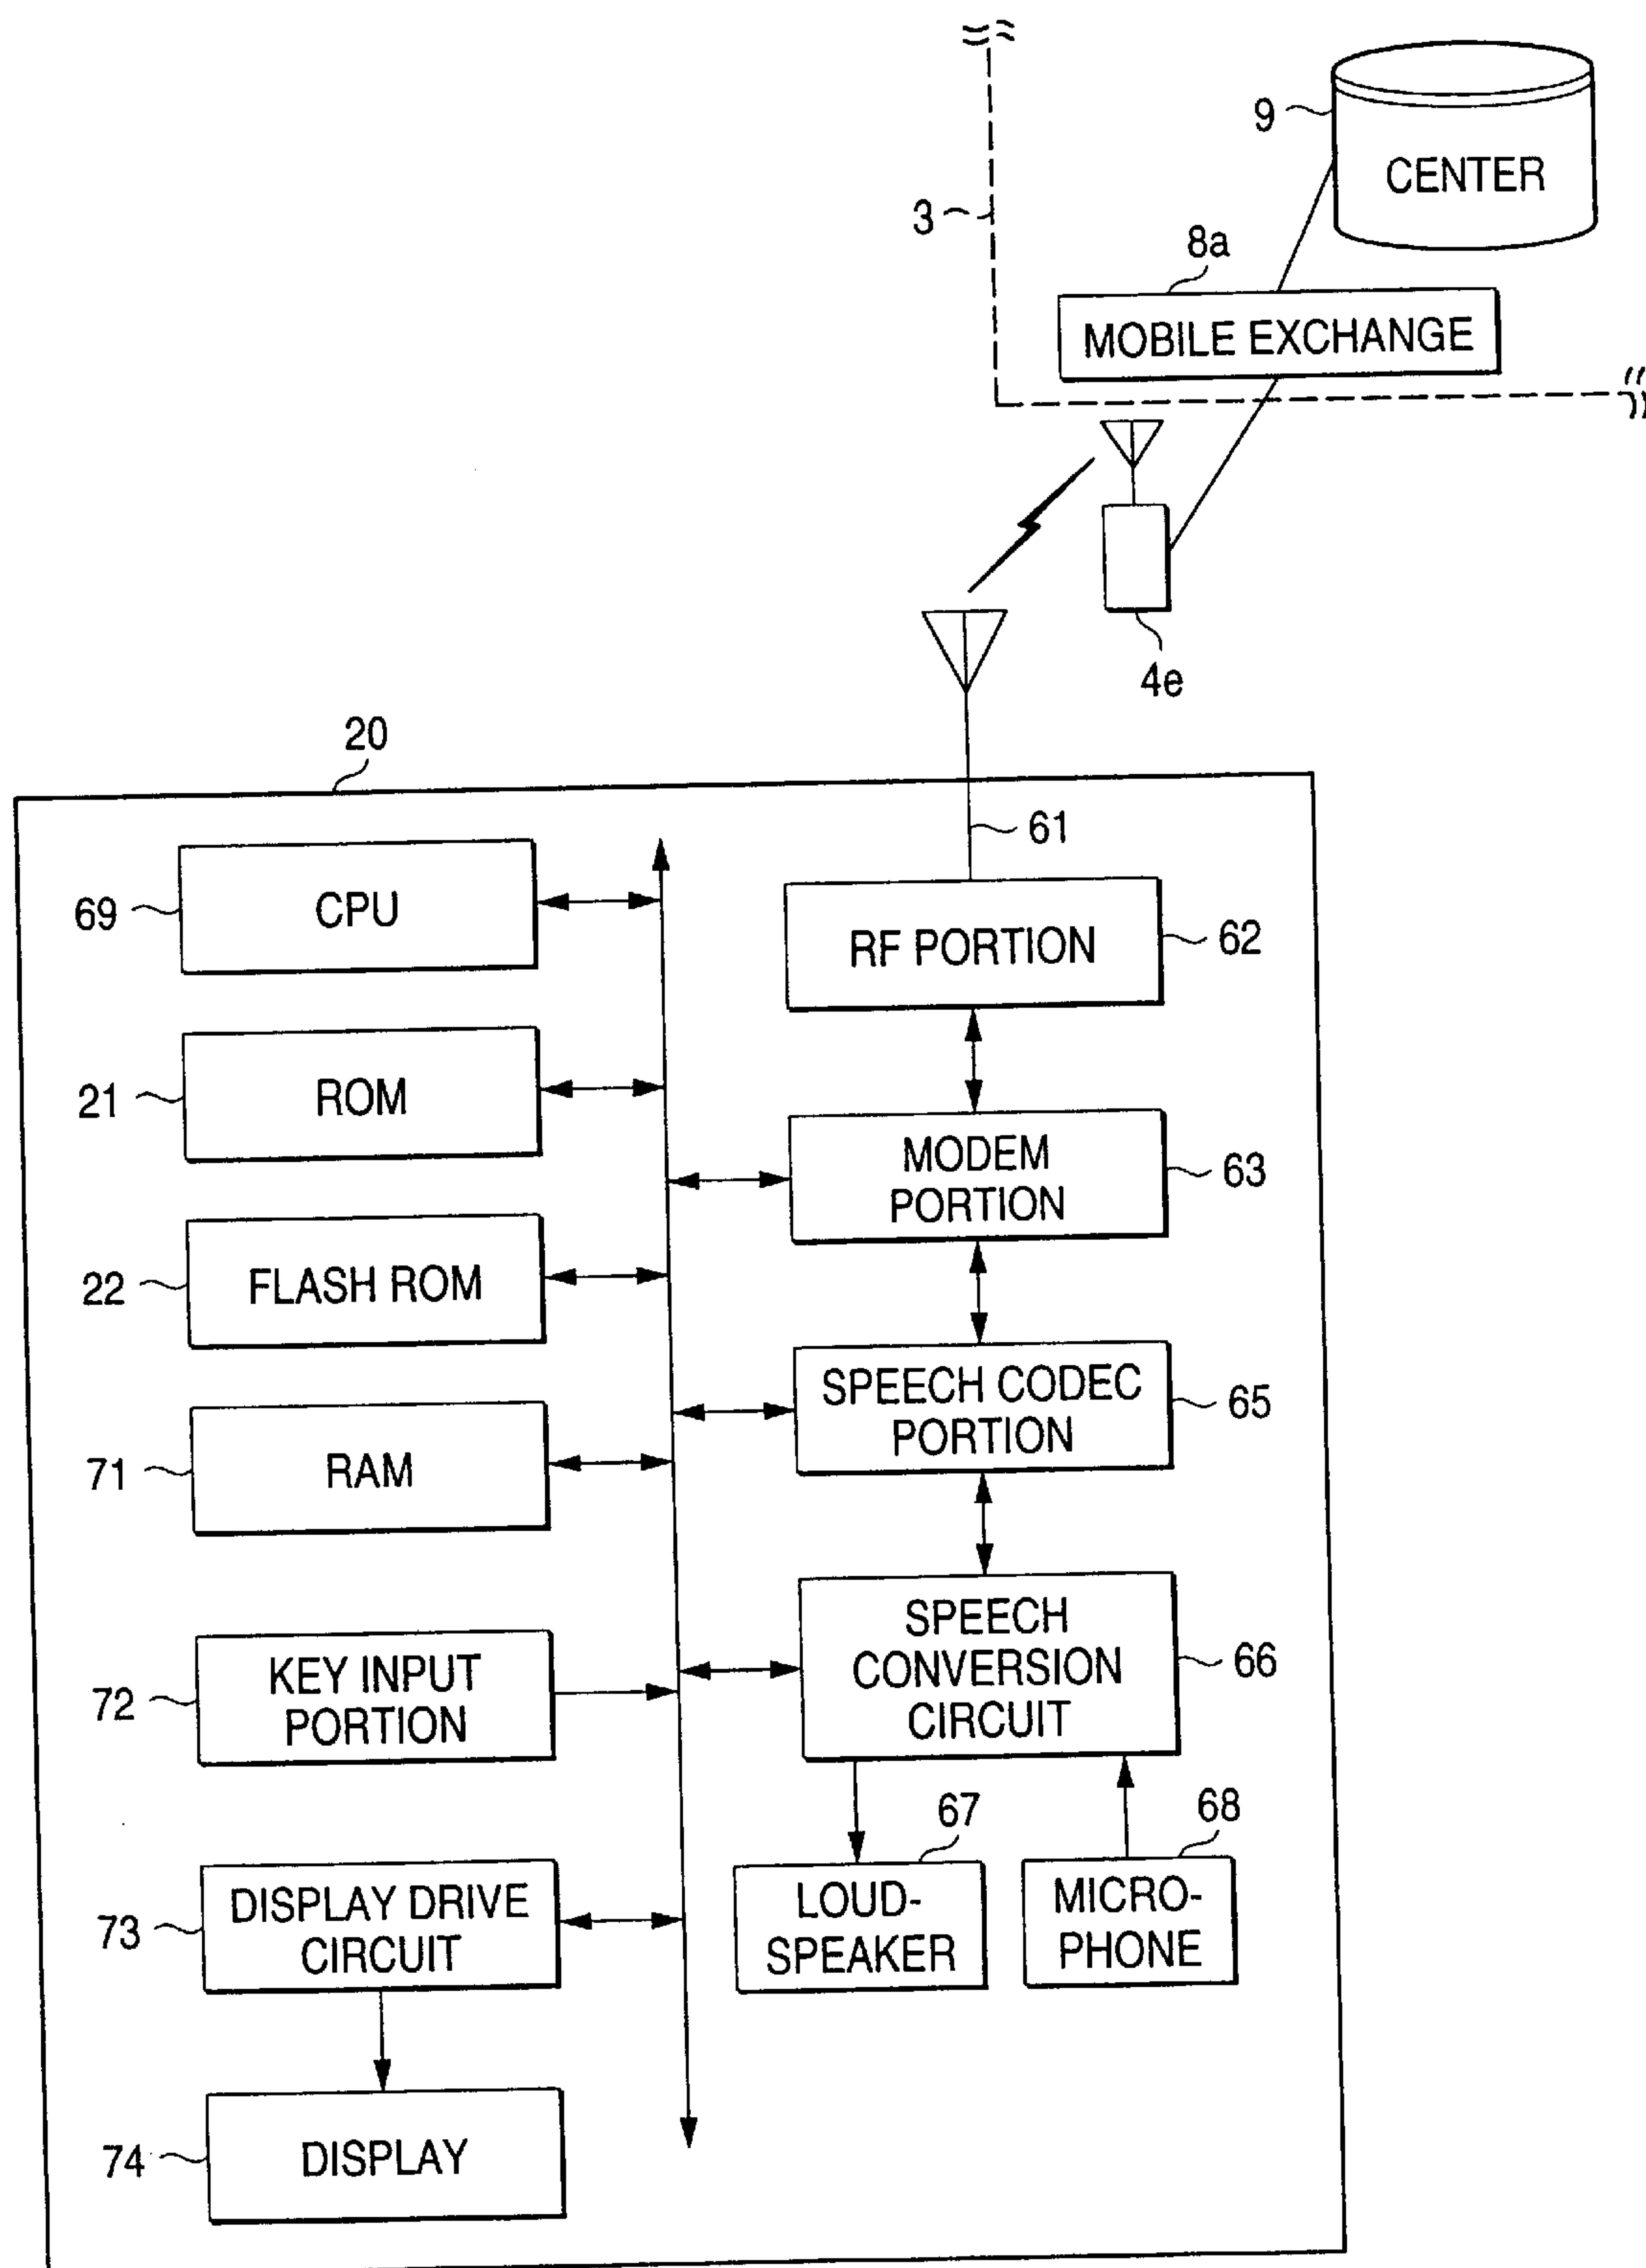 9
CENTER
3
8a
MOBILE EXCHANGE
4e
20
61
CPU
69
RF PORTION
62
ROM
21
MODEM
PORTION
63
FLASH ROM
22
SPEECH CODEC
PORTION
65
RAM
71
SPEECH
CONVERSION
CIRCUIT
66
KEY INPUT
PORTION
72
67
68
DISPLAY DRIVE
CIRCUIT
73
LOUD-
SPEAKER
MICRO-
PHONE
DISPLAY
74